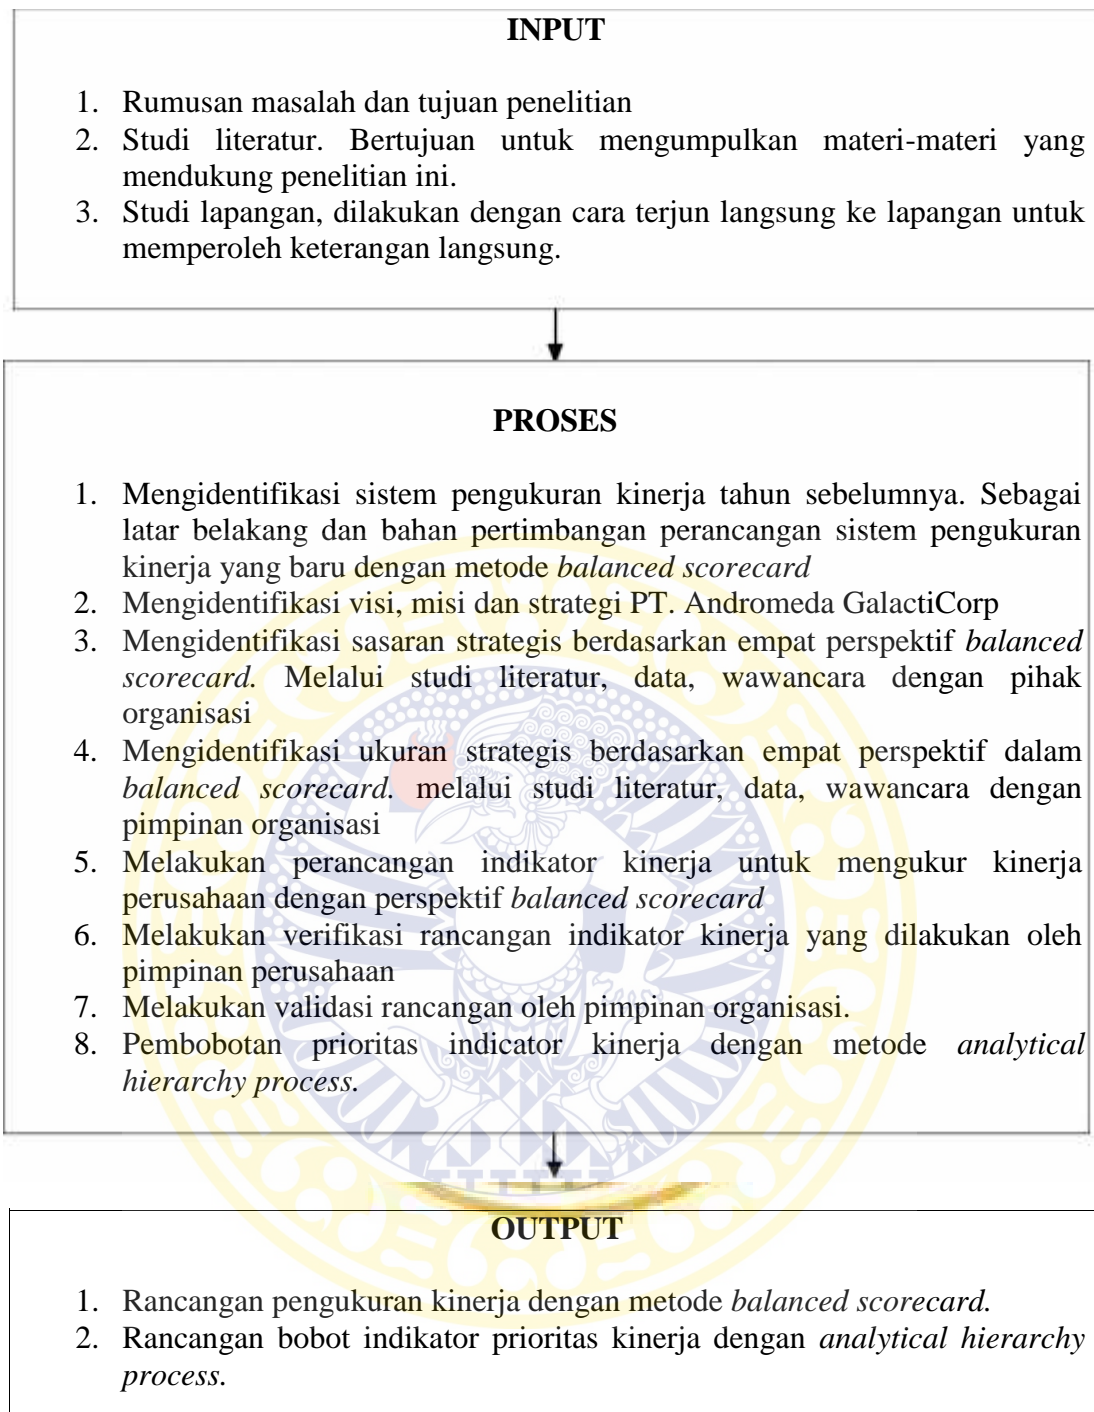 INPUT
1. Rumusan masalah dan tujuan penelitian
2. Studi literatur. Bertujuan untuk mengumpulkan materi-materi yang
mendukung penelitian ini.
3. Studi lapangan, dilakukan dengan cara terjun langsung ke lapangan untuk
memperoleh keterangan langsung.
PROSES
1. Mengidentifikasi sistem pengukuran kinerja tahun sebelumnya. Sebagai
latar belakang dan bahan pertimbangan perancangan sistem pengukuran
kinerja yang baru dengan metode balanced scorecard
2. Mengidentifikasi visi, misi dan strategi PT. Andromeda GalactiCorp
3. Mengidentifikasi sasaran strategis berdasarkan empat perspektif balanced
scorecard. Melalui studi literatur, data, wawancara dengan pihak
organisasi
4. Mengidentifikasi ukuran strategis berdasarkan empat perspektif dalam
balanced scorecard. melalui studi literatur, data, wawancara dengan
pimpinan organisasi
5. Melakukan perancangan indikator kinerja untuk mengukur kinerja
perusahaan dengan perspektif balanced scorecard
6. Melakukan verifikasi rancangan indikator kinerja yang dilakukan oleh
pimpinan perusahaan
7. Melakukan validasi rancangan oleh pimpinan organisasi.
8. Pembobotan prioritas indicator kinerja dengan metode analytical
hierarchy process.
OUTPUT
1. Rancangan pengukuran kinerja dengan metode balanced scorecard.
2. Rancangan bobot indikator prioritas kinerja dengan analytical hierarchy
process.